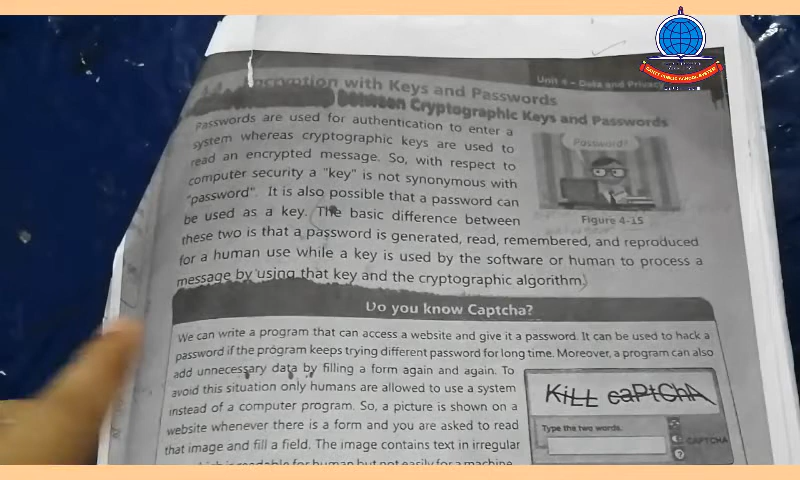 Unit 4 – Data and Privacy
Encryption with Keys and Passwords
Between Cryptographic Keys and Passwords
Passwords are used for authentication to enter a
system whereas cryptographic keys are used to
read an encrypted message. So, with respect to
computer security a "key" is not synonymous with
"password". It is also possible that a password can
be used as a key. The basic difference between
these two is that a password is generated, read, remembered, and reproduced
for a human use while a key is used by the software or human to process a
message by using that key and the cryptographic algorithm.
Password?
Figure 4-15
Do you know Captcha?
We can write a program that can access a website and give it a password. It can be used to hack a
password if the program keeps trying different password for long time. Moreover, a program can also
add unnecessary data by filling a form again and again. To
avoid this situation only humans are allowed to use a system
instead of a computer program. So, a picture is shown on a
website whenever there is a form and you are asked to read
that image and fill a field. The image contains text in irregular
readable for human but not easily for a machine
KiLL caPtChA
Type the two words.
CAPTCHA